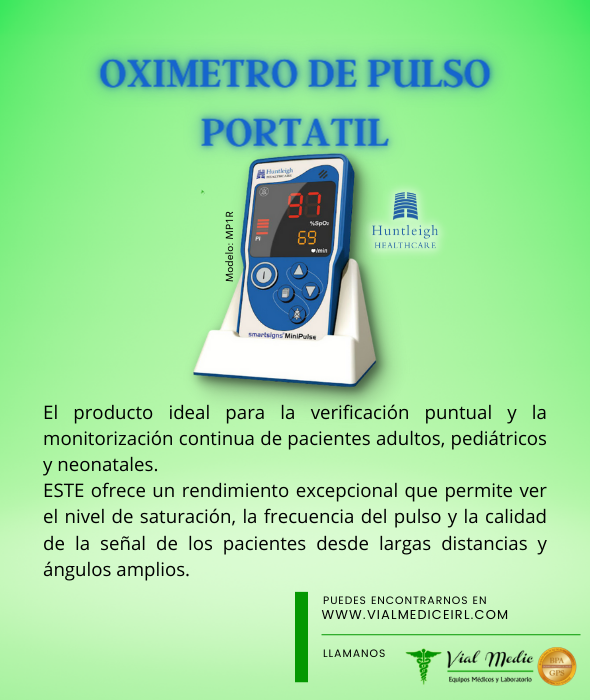 OXIMETRO DE PULSO
PORTATIL
Huntleigh
HEALTHCARE
97
%SpO₂
69
PI
/min
Modelo: MP1R
Huntleigh
HEALTHCARE
smartsigns® MiniPulse
El producto ideal para la verificación puntual y la
monitorización continua de pacientes adultos, pediátricos
y neonatales.
ESTE ofrece un rendimiento excepcional que permite ver
el nivel de saturación, la frecuencia del pulso y la calidad
de la señal de los pacientes desde largas distancias y
ángulos amplios.
PUEDES ENCONTRARNOS EN
WWW.VIALMEDICEIRL.COM
LLAMANOS
Vial Medic
Equipos Médicos y Laboratorio
BPA
GPS